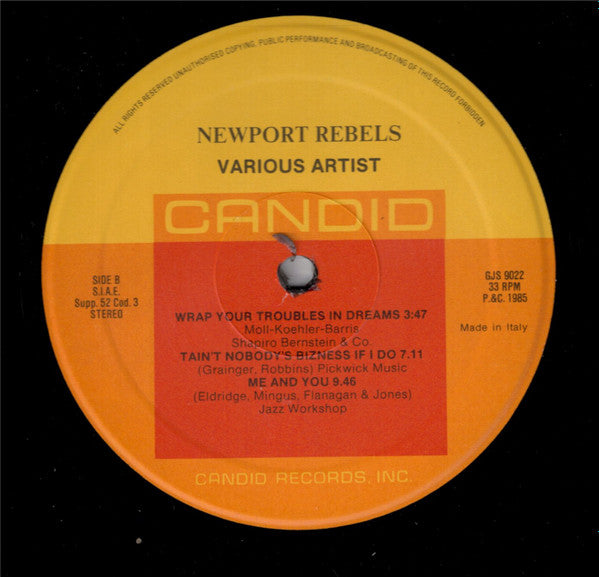 ALL RIGHTS RESERVED UNAUTHORISED COPYING, PUBLIC PERFORMANCE AND BROADCASTING OF THIS RECORD FORBIDDEN
NEWPORT REBELS
VARIOUS ARTIST
CANDID
SIDE B
S.I.A.E.
Supp. 52 Cod. 3
STEREO
GJS 9022
33 RPM
P.&C. 1985
Made in Italy
WRAP YOUR TROUBLES IN DREAMS 3:47
Moll-Koehler-Barris
Shapiro Bernstein & Co.
TAIN'T NOBODY'S BIZNESS IF I DO 7.11
(Grainger, Robbins) Pickwick Music
ME AND YOU 9.46
(Eldridge, Mingus, Flanagan & Jones)
Jazz Workshop
CANDID RECORDS, INC.